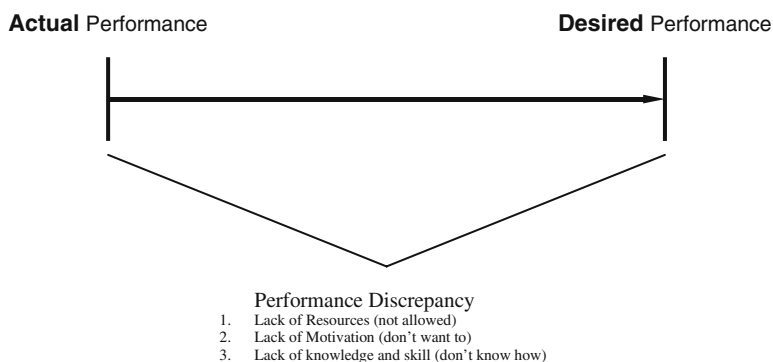 Actual Performance
Desired Performance
Performance Discrepancy
1. Lack of Resources (not allowed)
2. Lack of Motivation (don't want to)
3. Lack of knowledge and skill (don't know how)